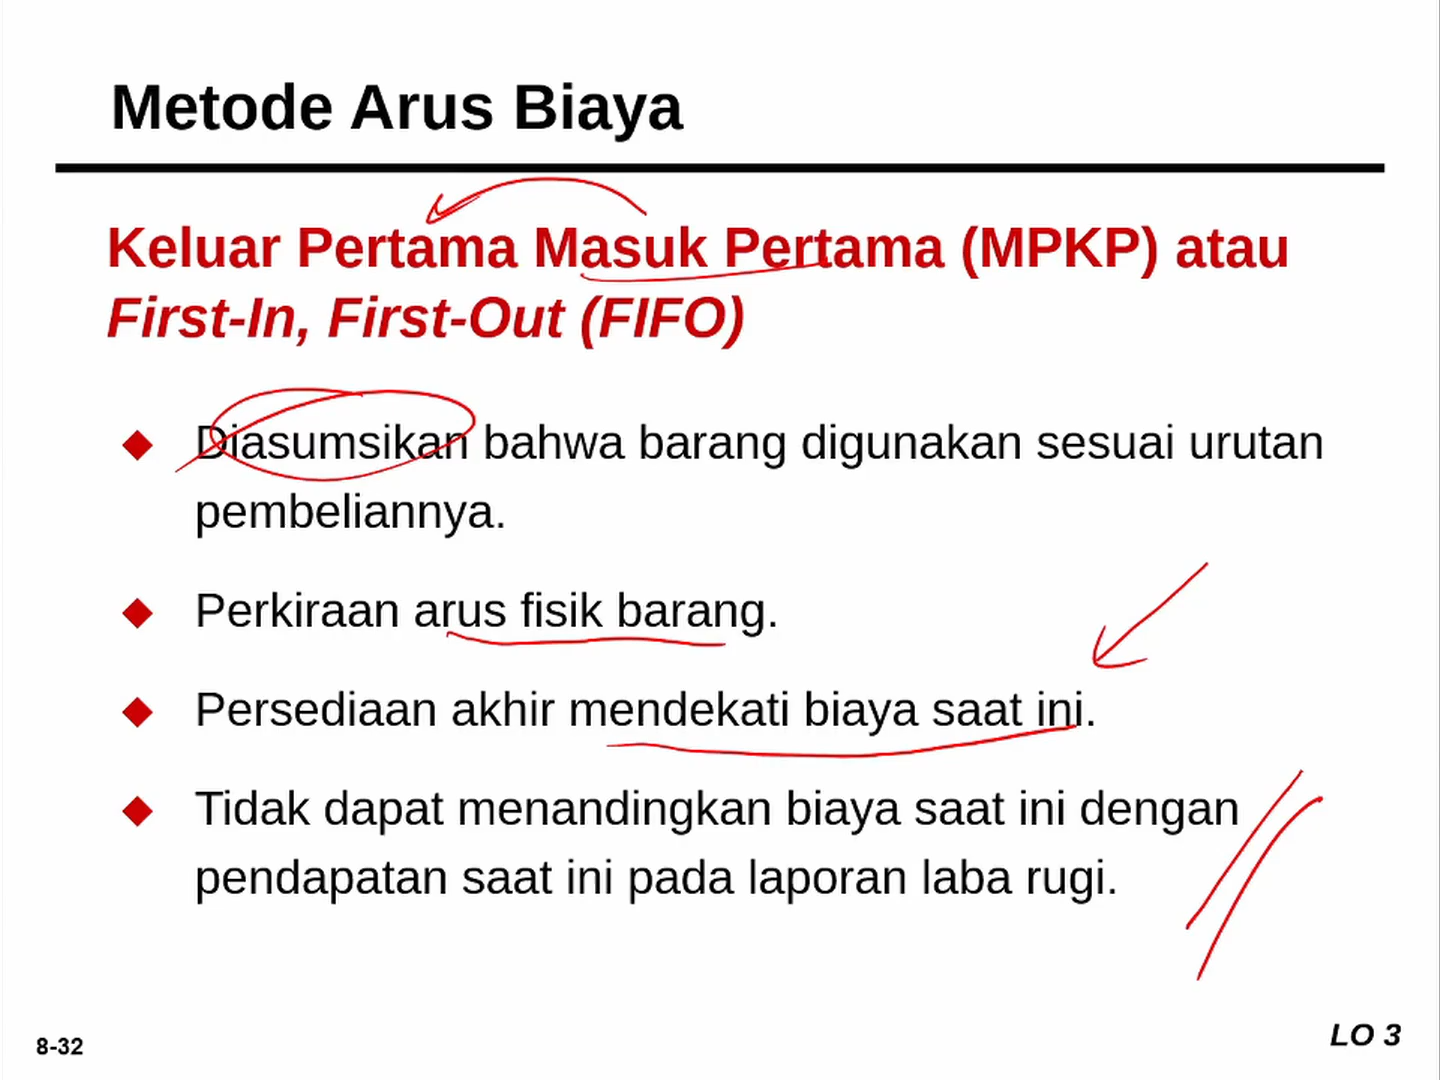 Metode Arus Biaya
Keluar Pertama Masuk Pertama (MPKP) atau
First-In, First-Out (FIFO)
Diasumsikan bahwa barang digunakan sesuai urutan
pembeliannya.
Perkiraan arus fisik barang.
Persediaan akhir mendekati biaya saat ini.
Tidak dapat menandingkan biaya saat ini dengan
pendapatan saat ini pada laporan laba rugi.
8-32
LO 3